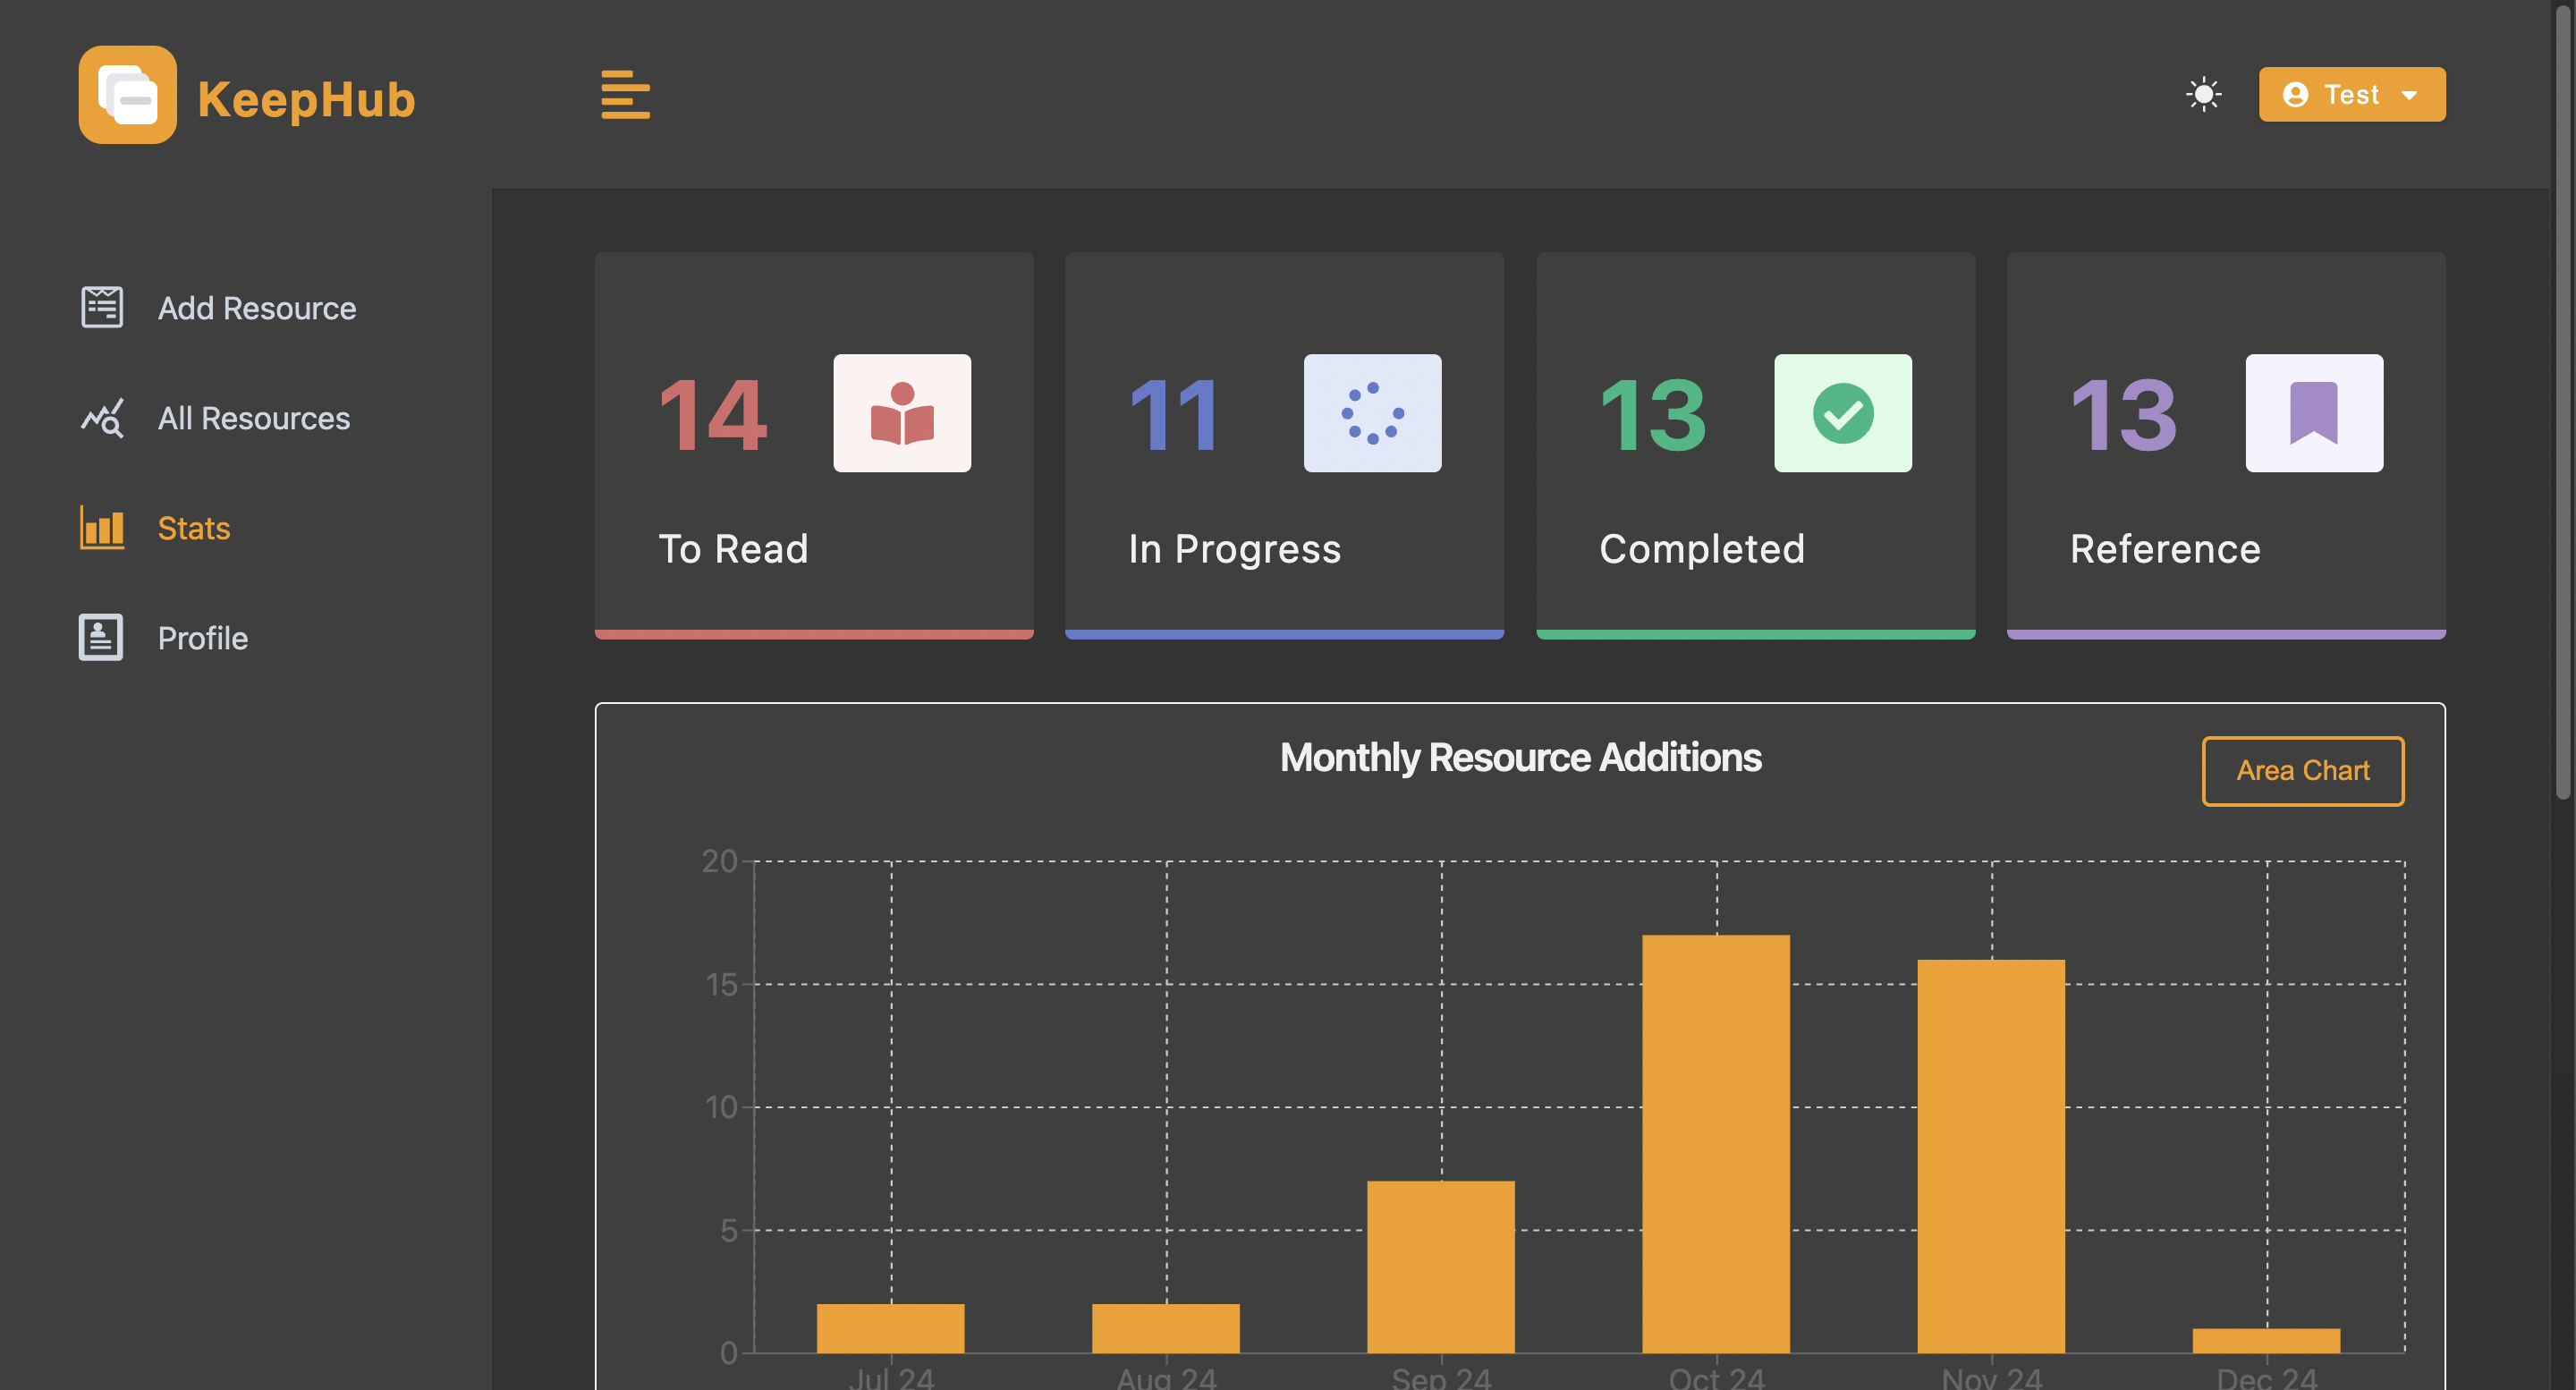 KeepHub
Test
Add Resource
All Resources
Stats
Profile
14
To Read
11
In Progress
13
Completed
13
Reference
Monthly Resource Additions
Area Chart
20
15
10
5
0
Jul 24
Aug 24
Sep 24
Oct 24
Nov 24
Dec 24